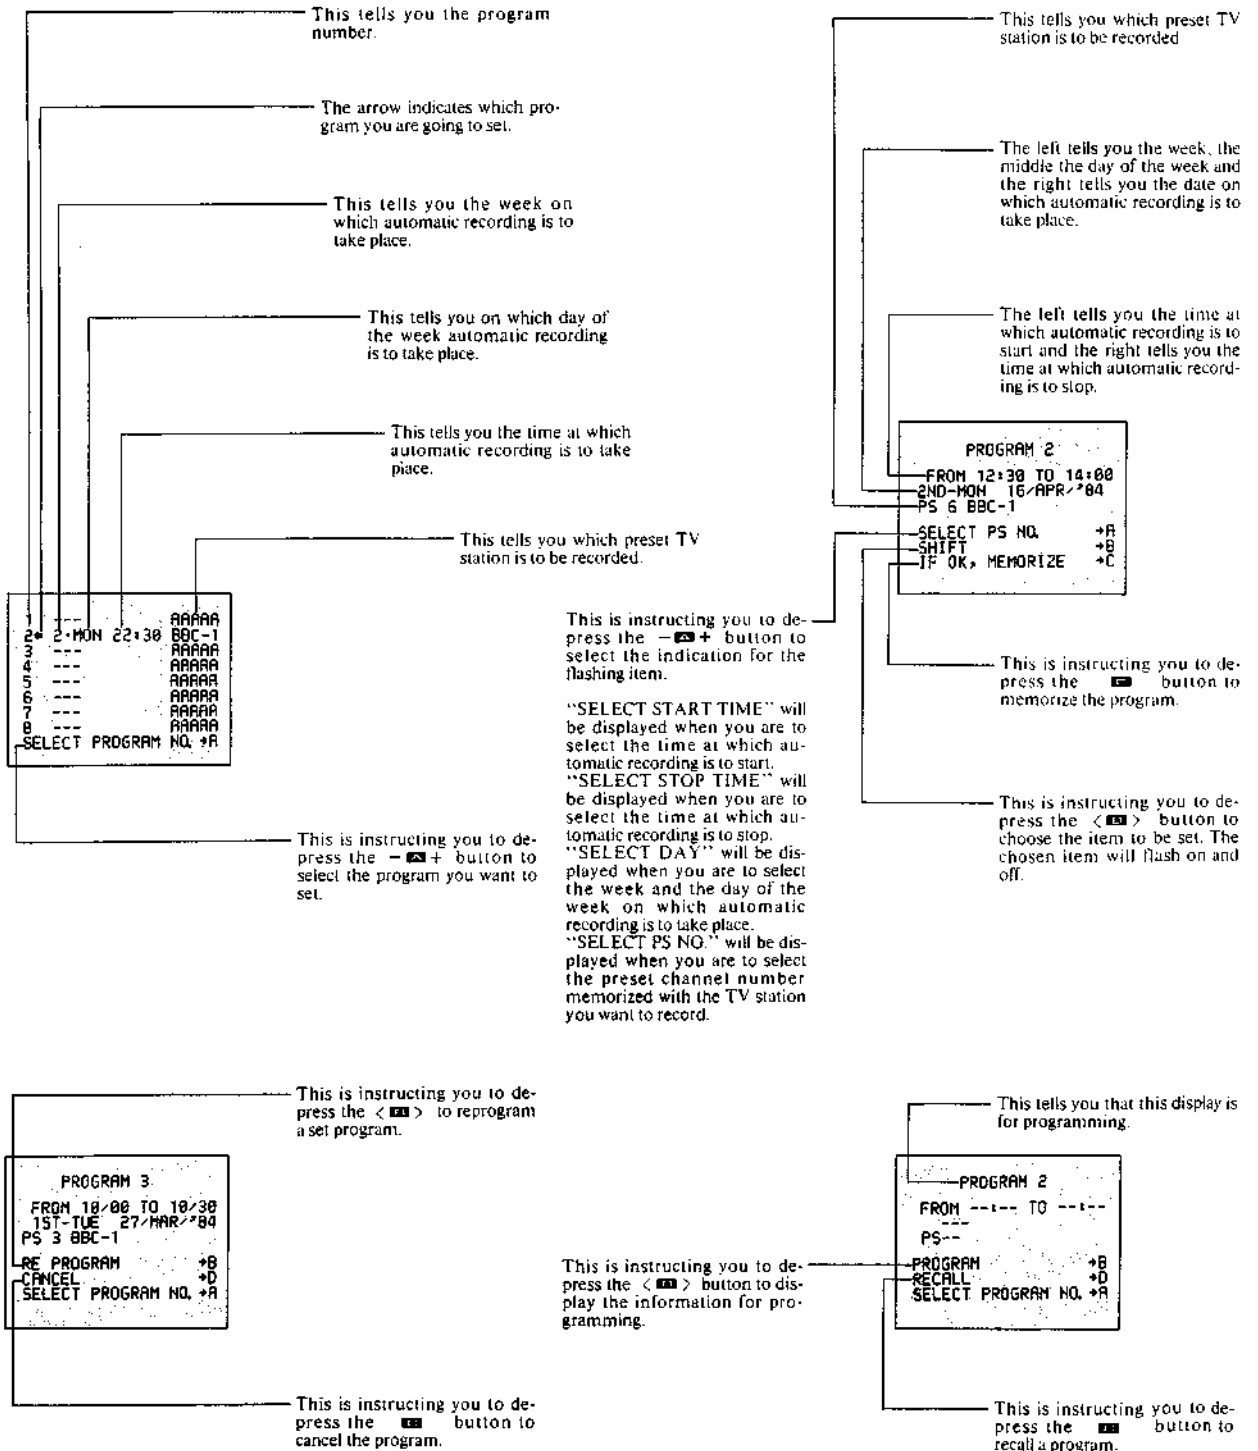 This tells you the program
number.
The arrow indicates which pro-
gram you are going to set.
This tells you the week on
which automatic recording is to
take place.
This tells you on which day of
the week automatic recording
is to take place.
This tells you the time at which
automatic recording is to take
place.
This tells you which preset TV
station is to be recorded.
1 --- AAAAA
2← 2-MON 22:30 BBC-1
3 --- AAAAA
4 --- AAAAA
5 --- AAAAA
6 --- AAAAA
7 --- AAAAA
8 --- AAAAA
SELECT PROGRAM NO. →A
This is instructing you to de-
press the − A + button to
select the program you want to
set.
This tells you which preset TV
station is to be recorded
The left tells you the week, the
middle the day of the week and
the right tells you the date on
which automatic recording is to
take place.
The left tells you the time at
which automatic recording is to
start and the right tells you the
time at which automatic record-
ing is to stop.
PROGRAM 2
FROM 12:30 TO 14:00
2ND-MON 16/APR/'84
PS 6 BBC-1
SELECT PS NO. →A
SHIFT →B
IF OK, MEMORIZE →C
This is instructing you to de-
press the − A + button to
select the indication for the
flashing item.
"SELECT START TIME" will
be displayed when you are to
select the time at which au-
tomatic recording is to start.
"SELECT STOP TIME" will
be displayed when you are to
select the time at which au-
tomatic recording is to stop.
"SELECT DAY" will be dis-
played when you are to select
the week and the day of the
week on which automatic
recording is to take place.
"SELECT PS NO." will be dis-
played when you are to select
the preset channel number
memorized with the TV station
you want to record.
This is instructing you to de-
press the C button to
memorize the program.
This is instructing you to de-
press the < B > button to
choose the item to be set. The
chosen item will flash on and
off.
This is instructing you to de-
press the < B > to reprogram
a set program.
PROGRAM 3
FROM 10/00 TO 10/30
1ST-TUE 27/MAR/'84
PS 3 BBC-1
RE PROGRAM →B
CANCEL →D
SELECT PROGRAM NO. →A
This is instructing you to de-
press the D button to
cancel the program.
This tells you that this display is
for programming.
PROGRAM 2
FROM --:-- TO --:--
---
PS--
PROGRAM →B
RECALL →D
SELECT PROGRAM NO. →A
This is instructing you to de-
press the < B > button to dis-
play the information for pro-
gramming.
This is instructing you to de-
press the D button to
recall a program.